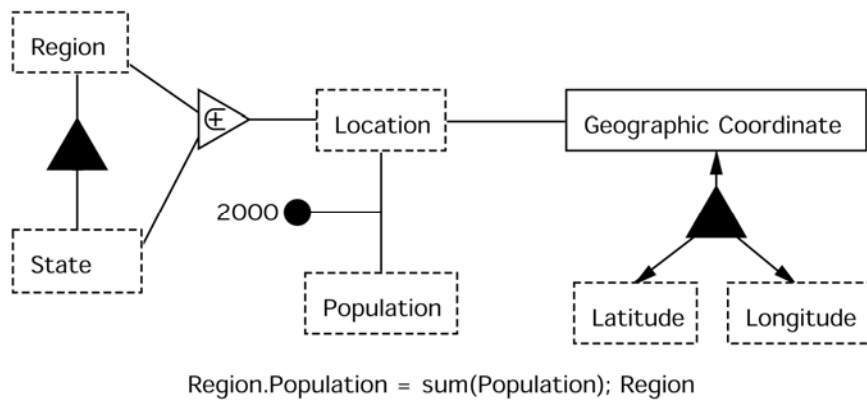 Region
State
⋹
Location
2000
Population
Geographic Coordinate
Latitude
Longitude
Region.Population = sum(Population); Region